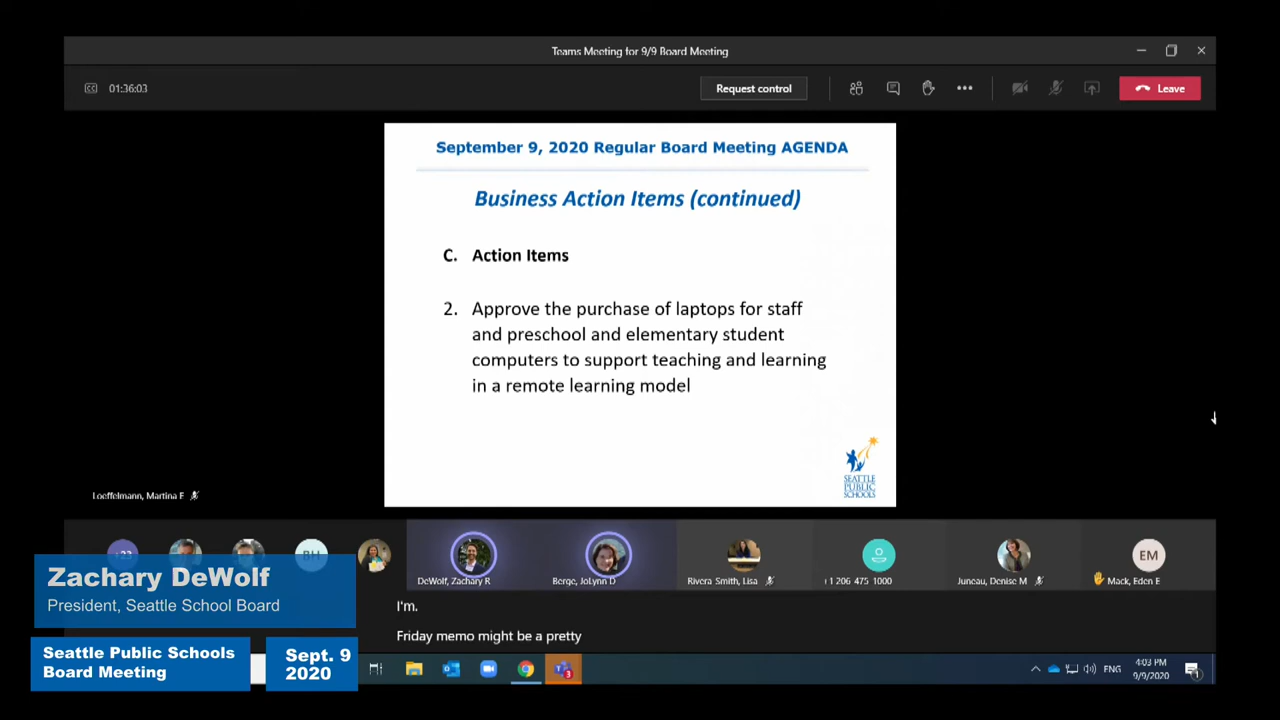 Teams Meeting for 9/9 Board Meeting
01:36:03
Request control
Leave
September 9, 2020 Regular Board Meeting AGENDA
Business Action Items (continued)
C. Action Items
2. Approve the purchase of laptops for staff
and preschool and elementary student
computers to support teaching and learning
in a remote learning model
SEATTLE
PUBLIC
SCHOOLS
Loeffelmann, Martina E
+23
BH
DeWolf, Zachary R
Berge, JoLynn D
Rivera Smith, Lisa
+1 206 475 1000
Juneau, Denise M
EM
Mack, Eden E
Zachary DeWolf
President, Seattle School Board
I'm.
Friday memo might be a pretty
Seattle Public Schools
Board Meeting
Sept. 9
2020
3
ENG
4:03 PM
9/9/2020
1